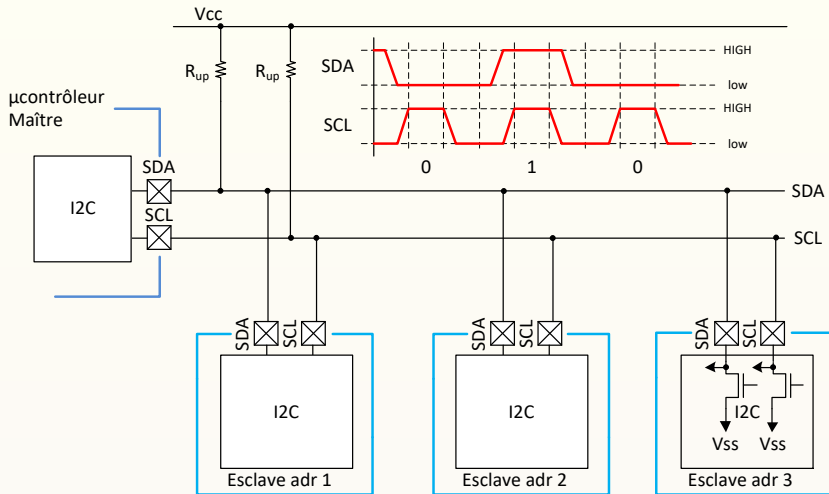 Vcc
Rup
Rup
SDA
HIGH
low
SCL
HIGH
low
0 1 0
µcontrôleur
Maître
I2C
SDA
SCL
SDA
SCL
SDA
SCL
I2C
Esclave adr 1
SDA
SCL
I2C
Esclave adr 2
SDA
SCL
I2C
Vss
Vss
Esclave adr 3